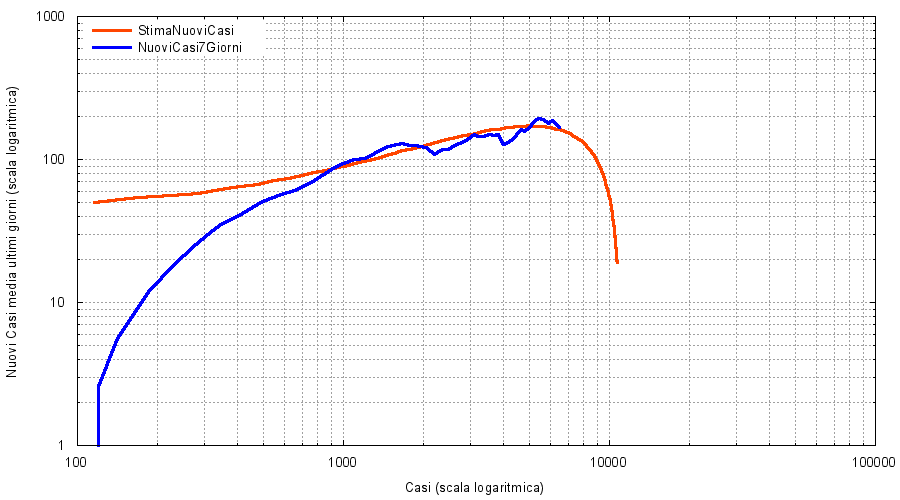 StimaNuoviCasi
NuoviCasi7Giorni
Nuovi Casi media ultimi giorni (scala logaritmica)
1000
100
10
1
100 1000 10000 100000
Casi (scala logaritmica)